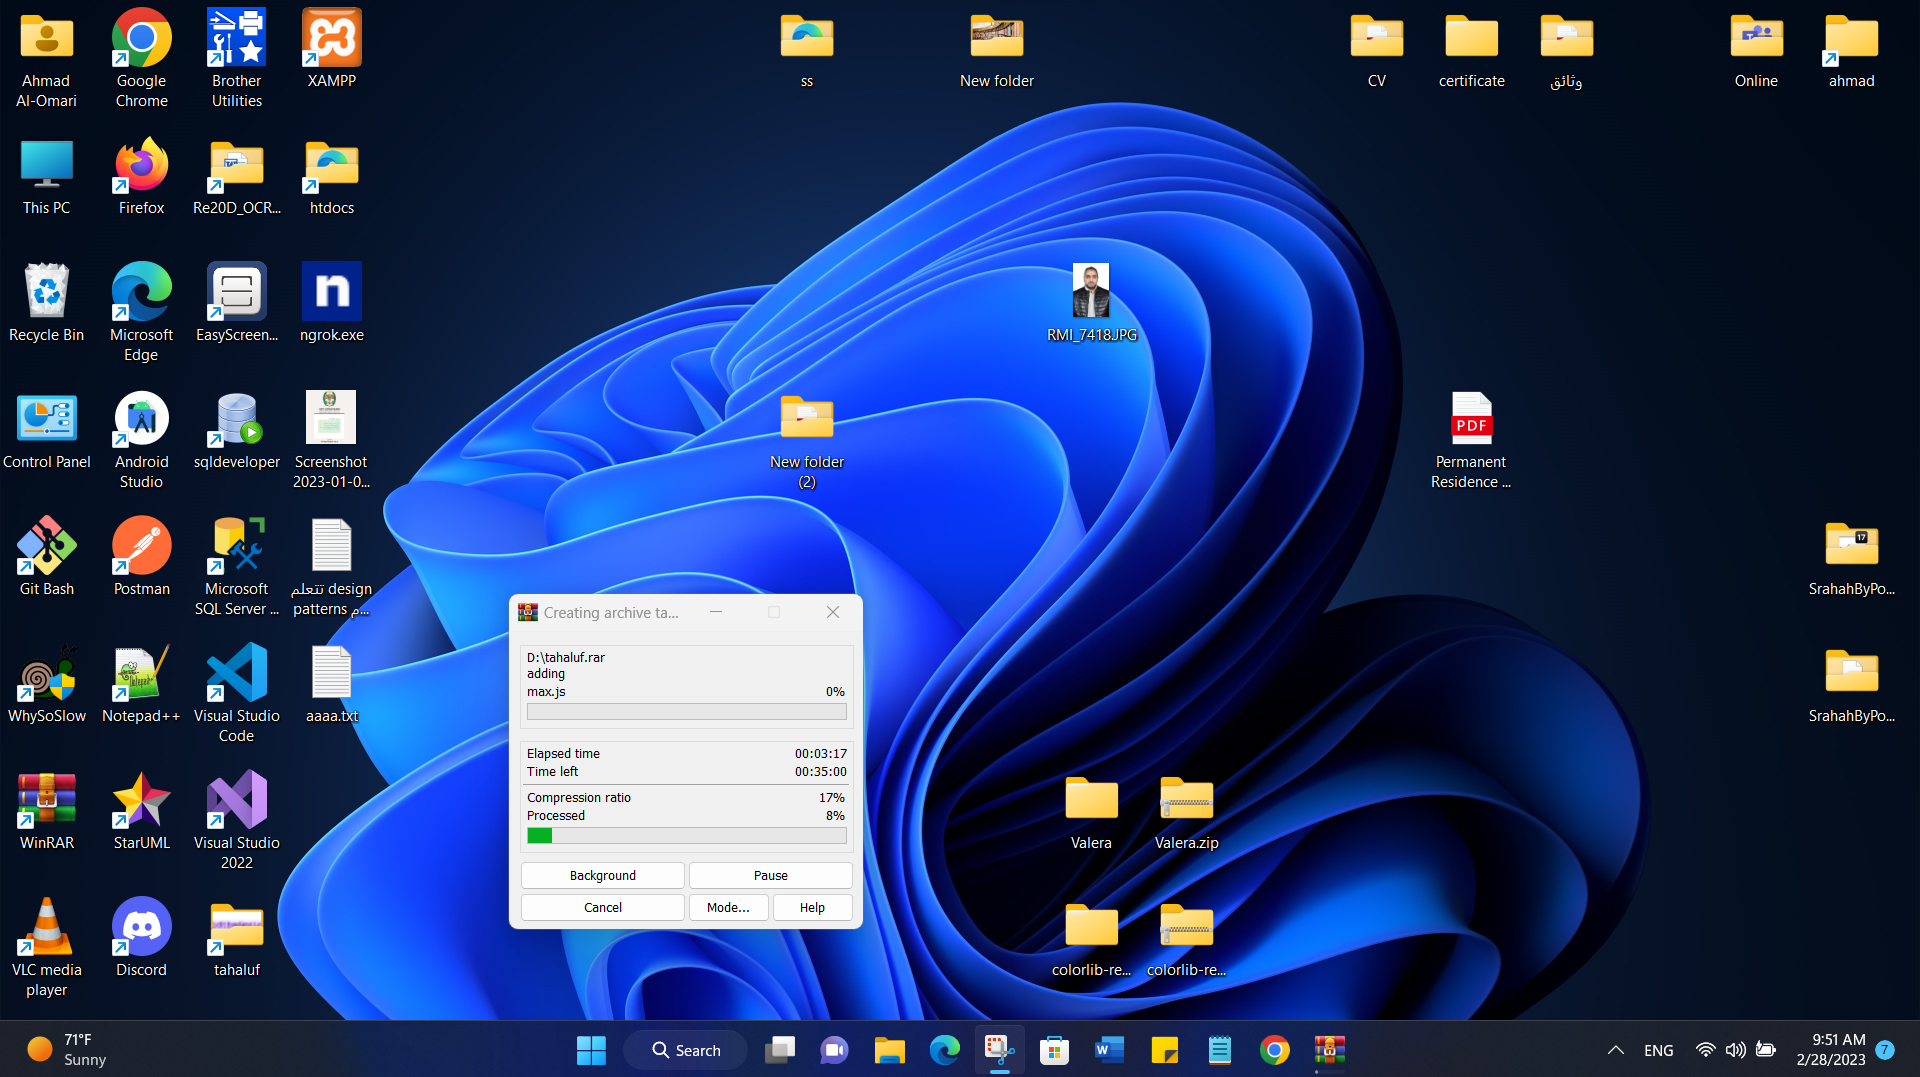 Ahmad
Al-Omari
Google
Chrome
Brother
Utilities
XAMPP
ss
New folder
CV
certificate
وثائق
Online
ahmad
This PC
Firefox
Re20D_OCR...
htdocs
Recycle Bin
Microsoft
Edge
EasyScreen...
n
ngrok.exe
RMI_7418.JPG
Control Panel
Android
Studio
sqldeveloper
Screenshot
2023-01-0...
New folder
(2)
PDF
Permanent
Residence ...
Git Bash
Postman
Microsoft
SQL Server ...
تتعلم design
patterns م...
17
SrahahByPo...
WhySoSlow
Notepad++
Visual Studio
Code
aaaa.txt
SrahahByPo...
Creating archive ta...
D:\tahaluf.rar
adding
max.js 0%
Elapsed time 00:03:17
Time left 00:35:00
Compression ratio 17%
Processed 8%
Background Pause
Cancel Mode... Help
WinRAR
StarUML
Visual Studio
2022
Valera
Valera.zip
VLC media
player
Discord
tahaluf
colorlib-re...
colorlib-re...
71°F
Sunny
Search
ENG
9:51 AM
2/28/2023
7